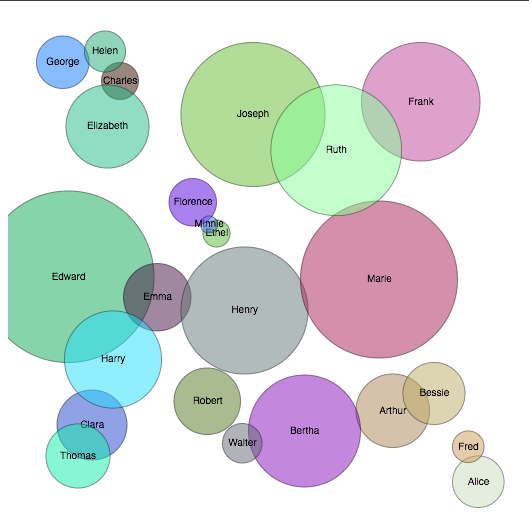 Helen
George
Charles
Frank
Joseph
Elizabeth
Ruth
Florence
Minnie
Ethel
Edward
Marie
Emma
Henry
Harry
Bessie
Robert
Arthur
Clara
Bertha
Walter
Fred
Thomas
Alice